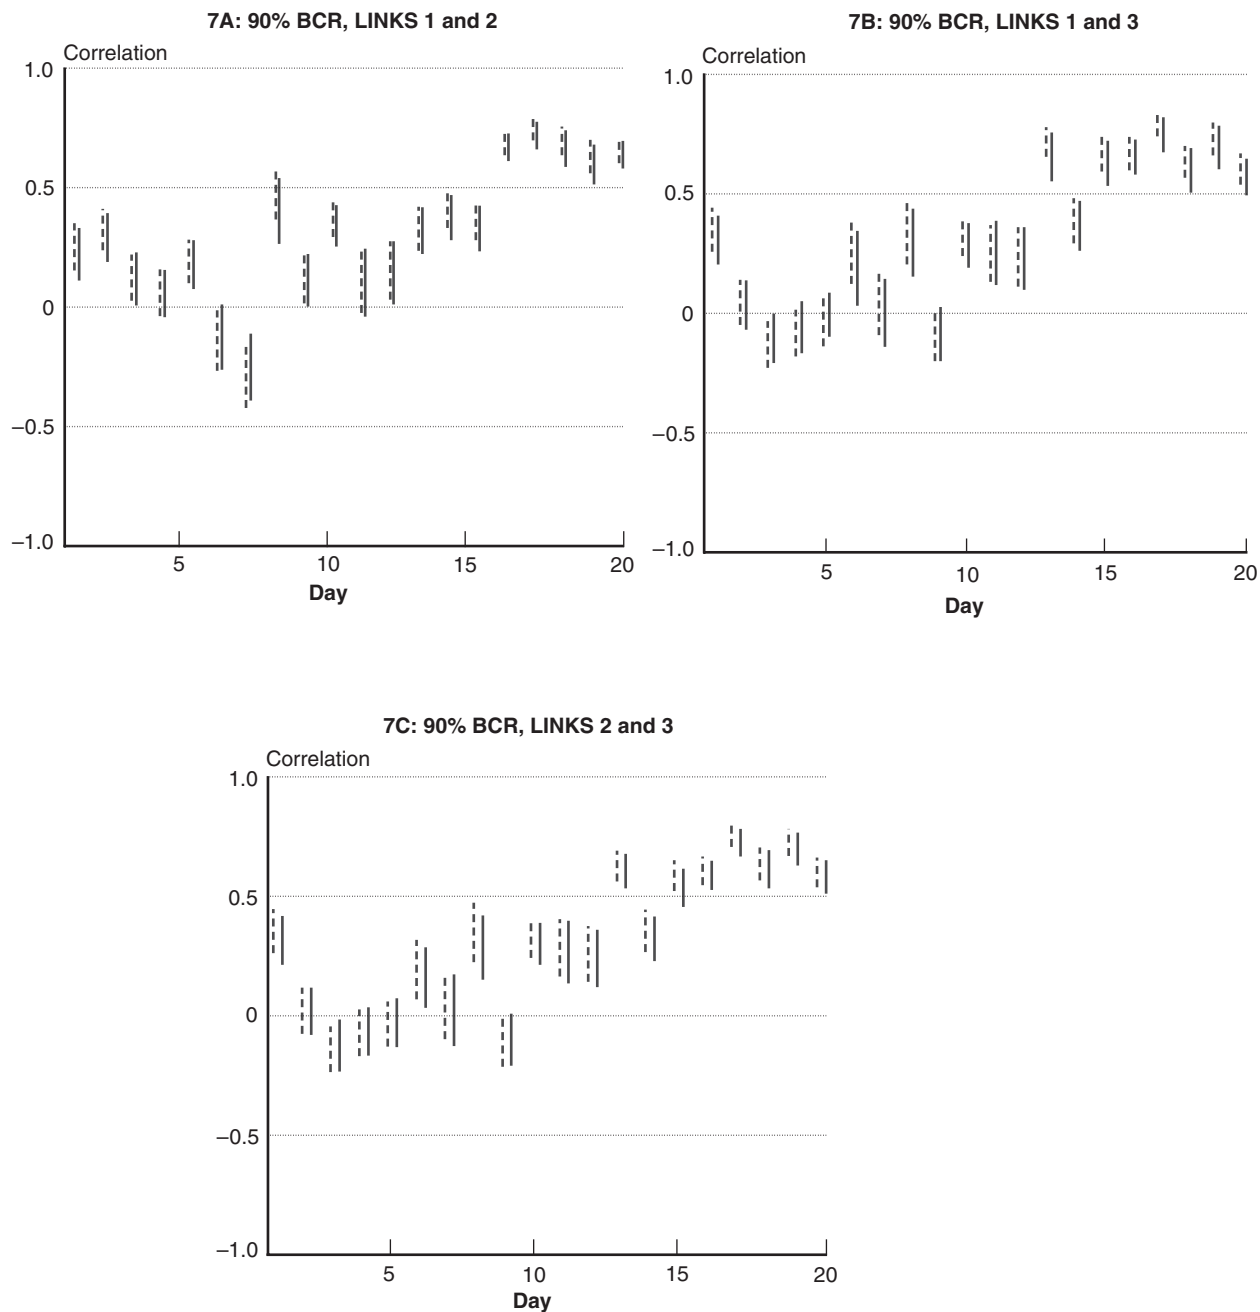 7A: 90% BCR, LINKS 1 and 2
Correlation
1.0
0.5
0
−0.5
−1.0
5 10 15 20
Day
7B: 90% BCR, LINKS 1 and 3
Correlation
1.0
0.5
0
−0.5
−1.0
5 10 15 20
Day
7C: 90% BCR, LINKS 2 and 3
Correlation
1.0
0.5
0
−0.5
−1.0
5 10 15 20
Day